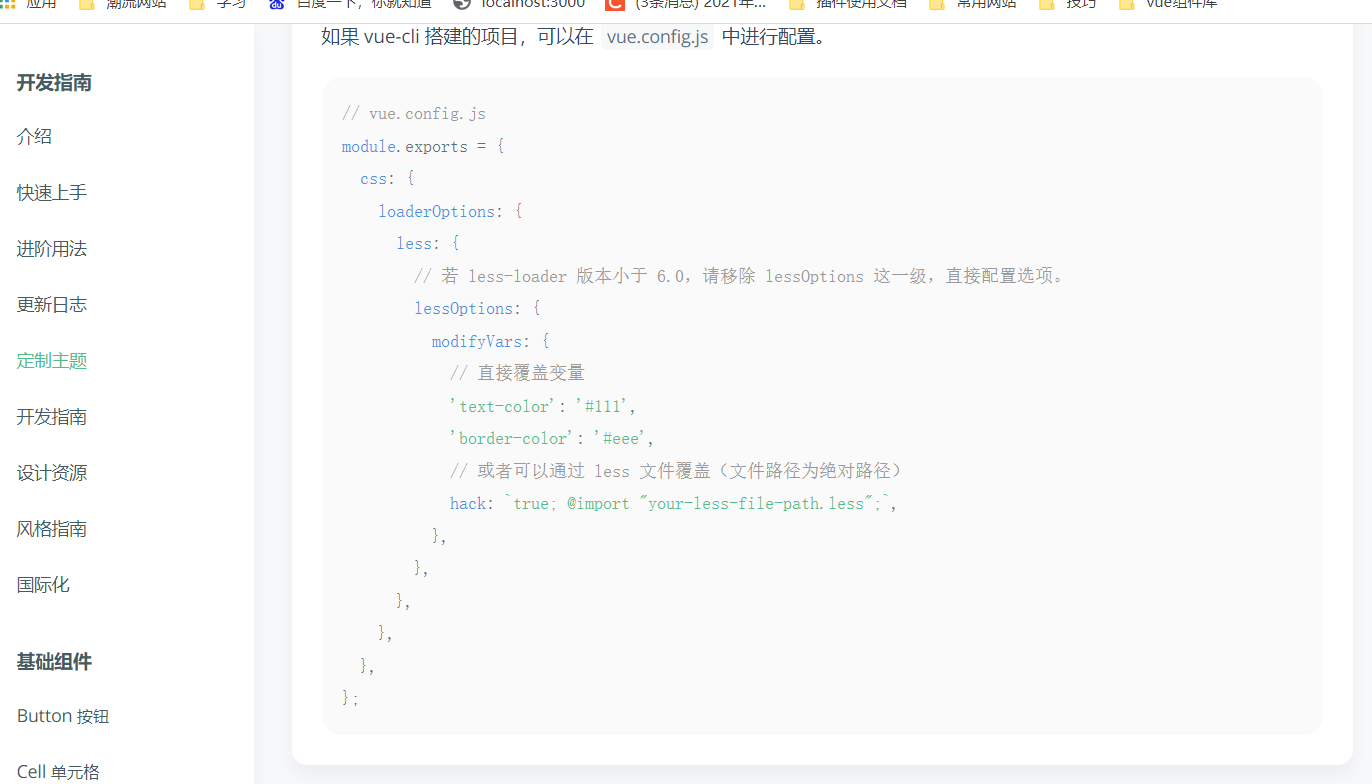 应用
潮流网站
学习
百度一下，你就知道
localhost:3000
(3条消息) 2021年...
插件使用文档
常用网站
技巧
vue组件库
开发指南
介绍
快速上手
进阶用法
更新日志
定制主题
开发指南
设计资源
风格指南
国际化
基础组件
Button 按钮
Cell 单元格
如果 vue-cli 搭建的项目，可以在 vue.config.js 中进行配置。
// vue.config.js
module.exports = {
  css: {
    loaderOptions: {
      less: {
        // 若 less-loader 版本小于 6.0，请移除 lessOptions 这一级，直接配置选项。
        lessOptions: {
          modifyVars: {
            // 直接覆盖变量
            'text-color': '#111',
            'border-color': '#eee',
            // 或者可以通过 less 文件覆盖（文件路径为绝对路径）
            hack: `true; @import "your-less-file-path.less";`,
          },
        },
      },
    },
  },
};